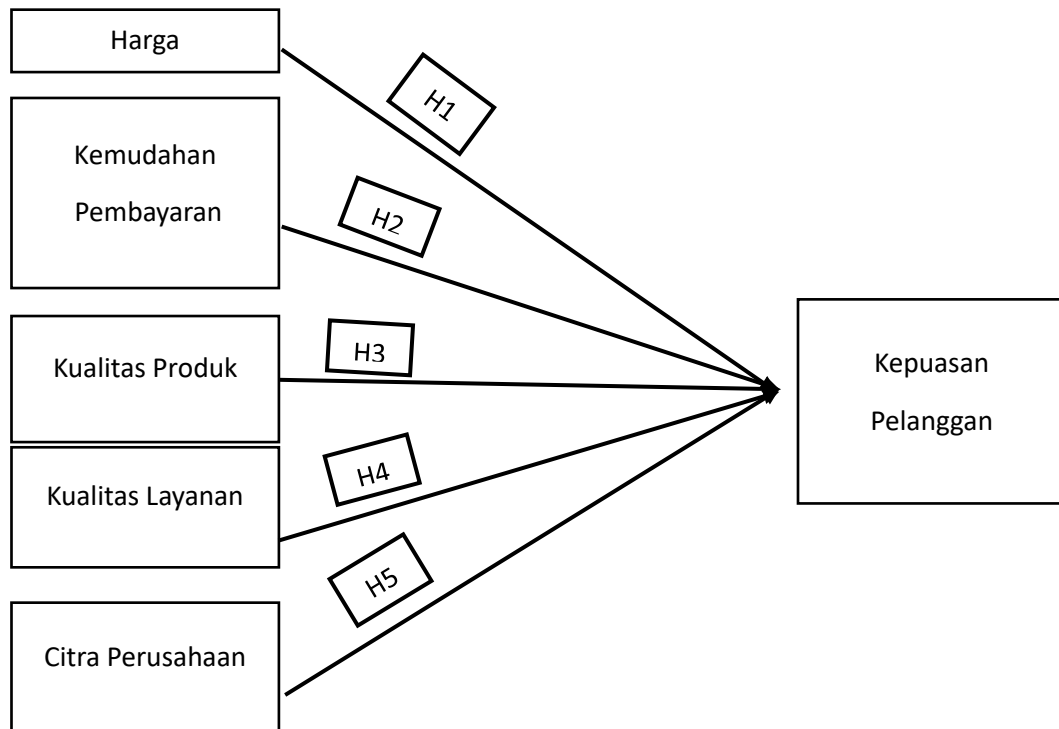 Harga
H1
Kemudahan
Pembayaran
H2
Kualitas Produk
H3
Kualitas Layanan
H4
Citra Perusahaan
H5
Kepuasan
Pelanggan